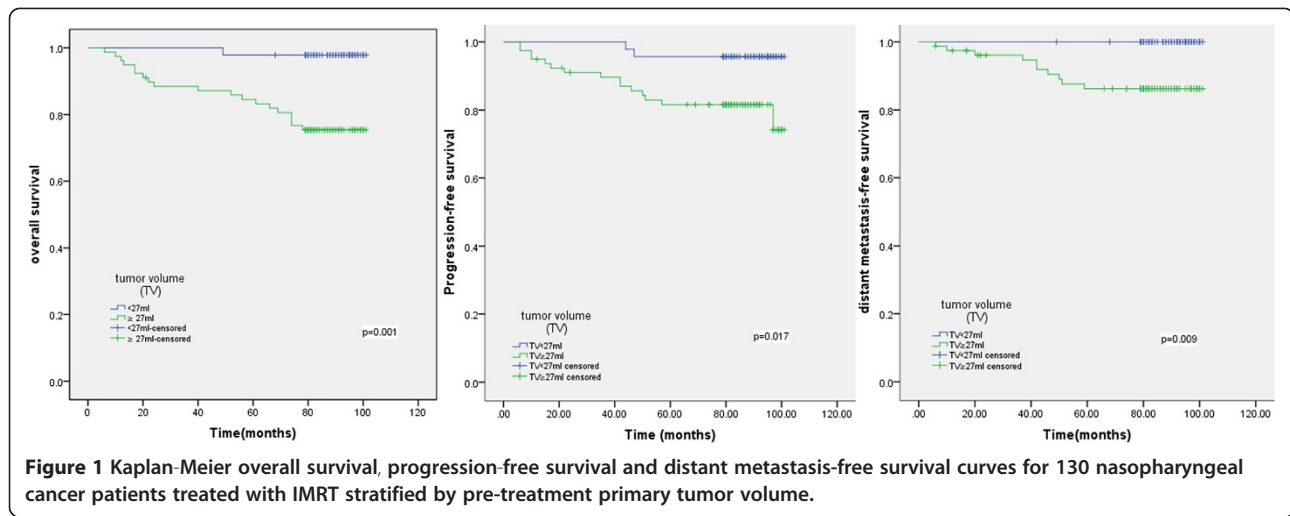 overall survival
1.0
0.8
0.6
0.4
0.2
0.0
tumor volume
(TV)
<27ml
≥ 27ml
<27ml-censored
≥ 27ml-censored
p=0.001
0
20
40
60
80
100
120
Time(months)
Progression-free survival
1.0
0.8
0.6
0.4
0.2
0.0
tumor volume
(TV)
TV<27ml
TV≥27ml
TV<27ml censored
TV≥27ml censored
p=0.017
.00
20.00
40.00
60.00
80.00
100.00
120.00
Time (months)
distant metastasis-free survival
1.0
0.8
0.6
0.4
0.2
0.0
tumor volume
(TV)
TV<27ml
TV≥27ml
TV<27ml censored
TV≥27ml censored
p=0.009
.00
20.00
40.00
60.00
80.00
100.00
120.00
Time(months)
Figure 1 Kaplan-Meier overall survival, progression-free survival and distant metastasis-free survival curves for 130 nasopharyngeal
cancer patients treated with IMRT stratified by pre-treatment primary tumor volume.